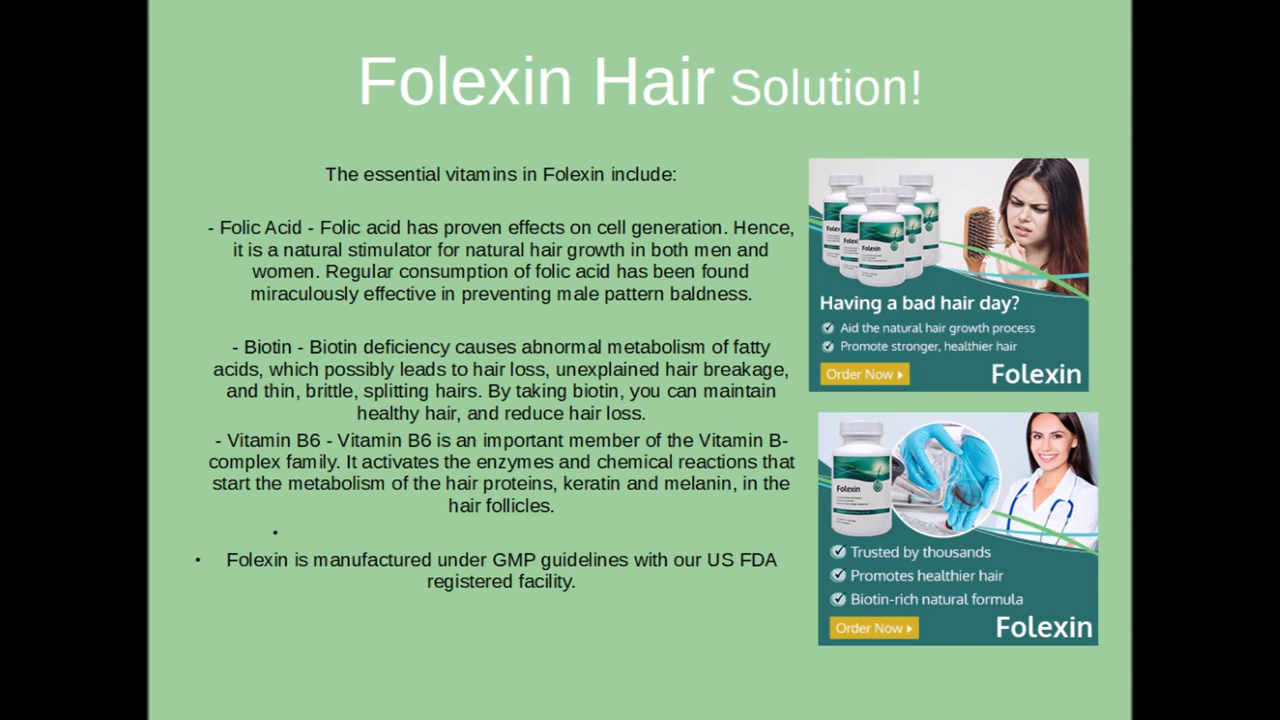 Folexin Hair Solution!
The essential vitamins in Folexin include:
- Folic Acid - Folic acid has proven effects on cell generation. Hence,
it is a natural stimulator for natural hair growth in both men and
women. Regular consumption of folic acid has been found
miraculously effective in preventing male pattern baldness.
- Biotin - Biotin deficiency causes abnormal metabolism of fatty
acids, which possibly leads to hair loss, unexplained hair breakage,
and thin, brittle, splitting hairs. By taking biotin, you can maintain
healthy hair, and reduce hair loss.
- Vitamin B6 - Vitamin B6 is an important member of the Vitamin B-
complex family. It activates the enzymes and chemical reactions that
start the metabolism of the hair proteins, keratin and melanin, in the
hair follicles.
•
• Folexin is manufactured under GMP guidelines with our US FDA
registered facility.
Folexin
Having a bad hair day?
Aid the natural hair growth process
Promote stronger, healthier hair
Order Now
Folexin
Folexin
Trusted by thousands
Promotes healthier hair
Biotin-rich natural formula
Order Now
Folexin